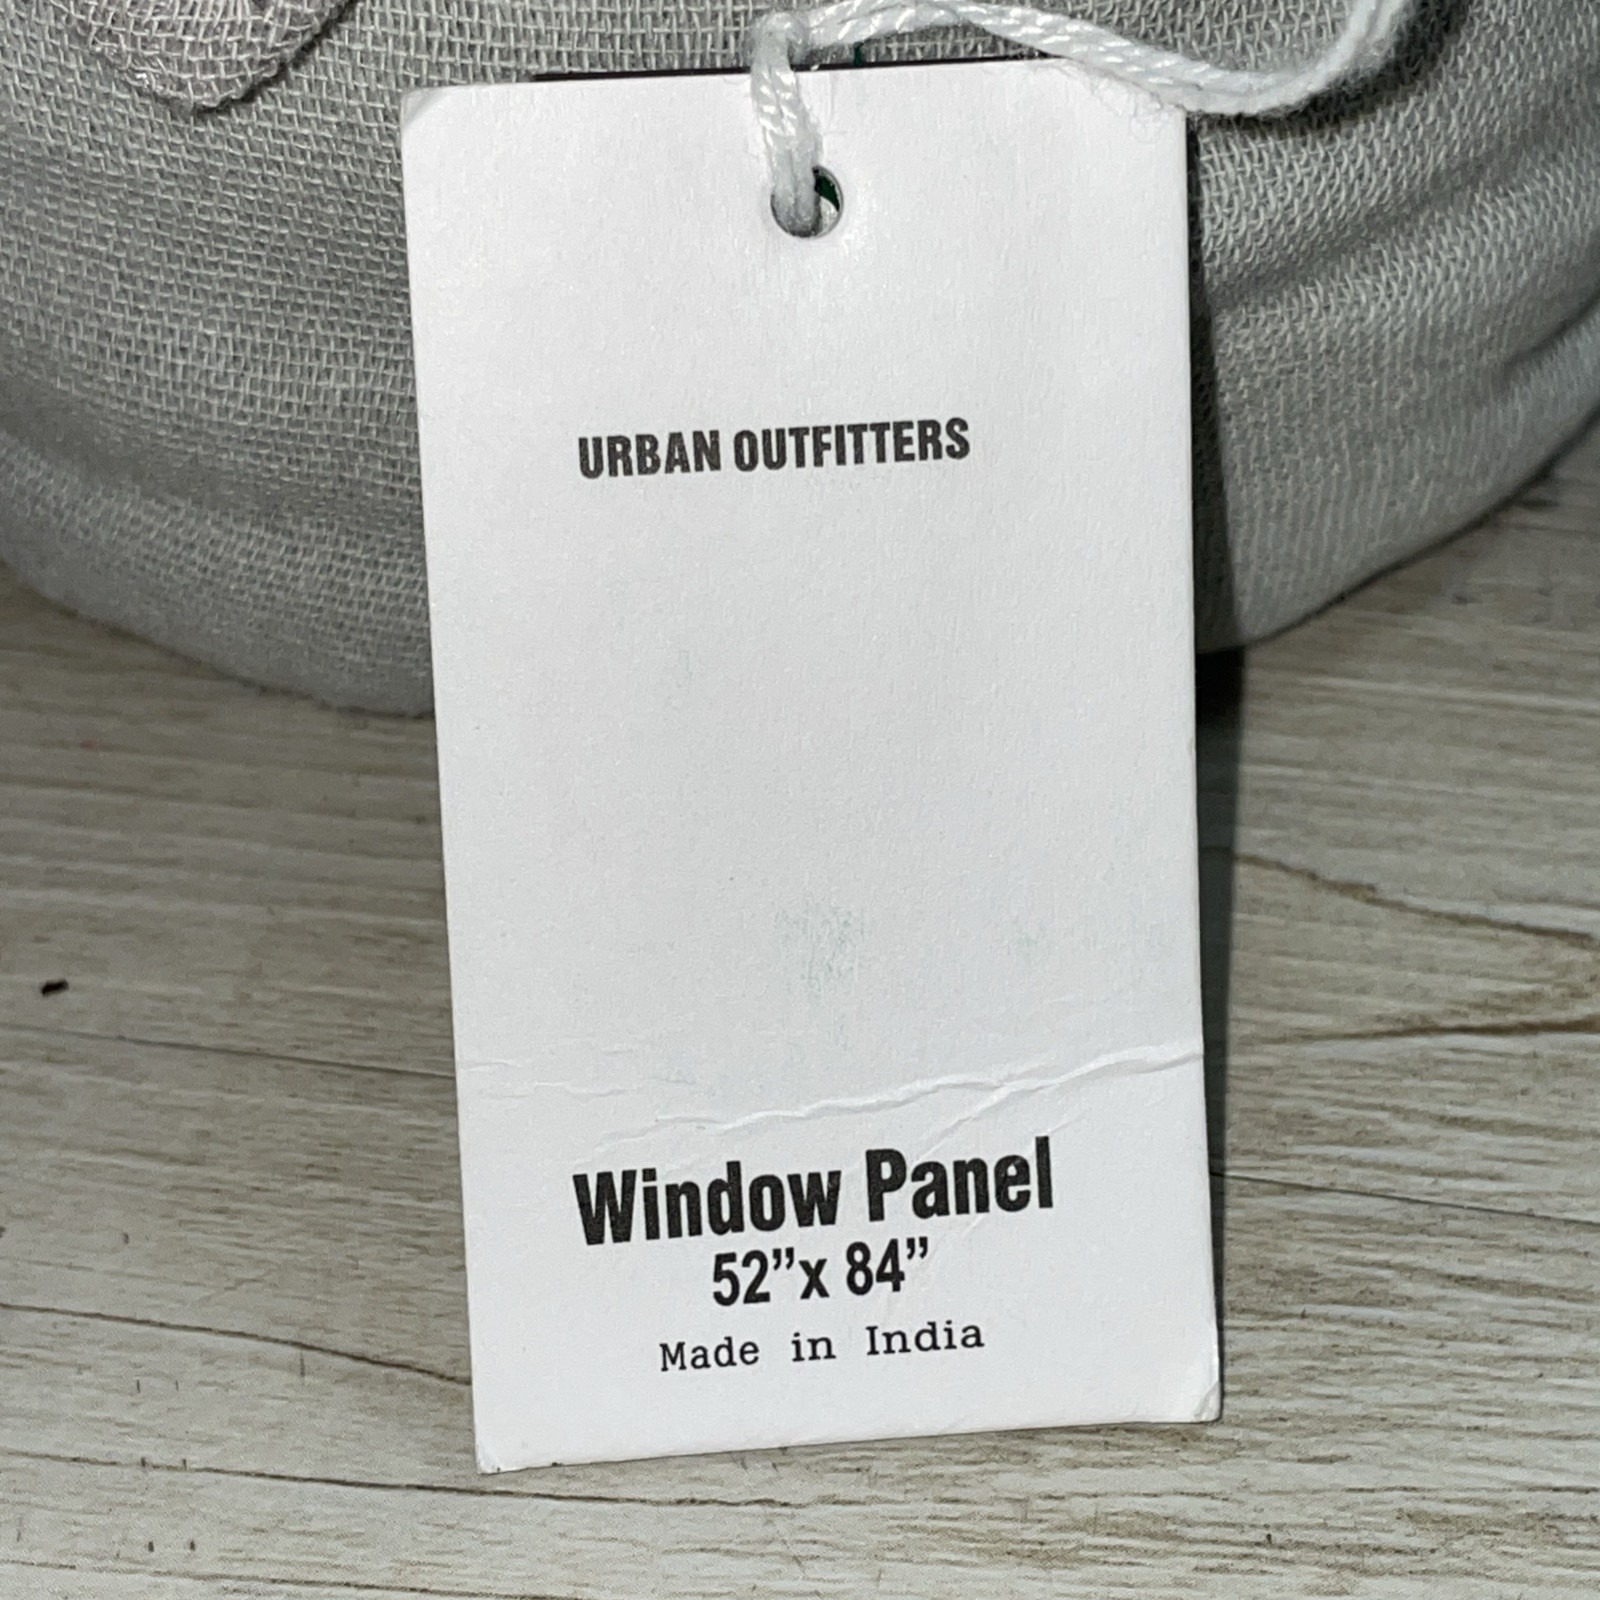 URBAN OUTFITTERS
Window Panel
52”x 84”
Made in India